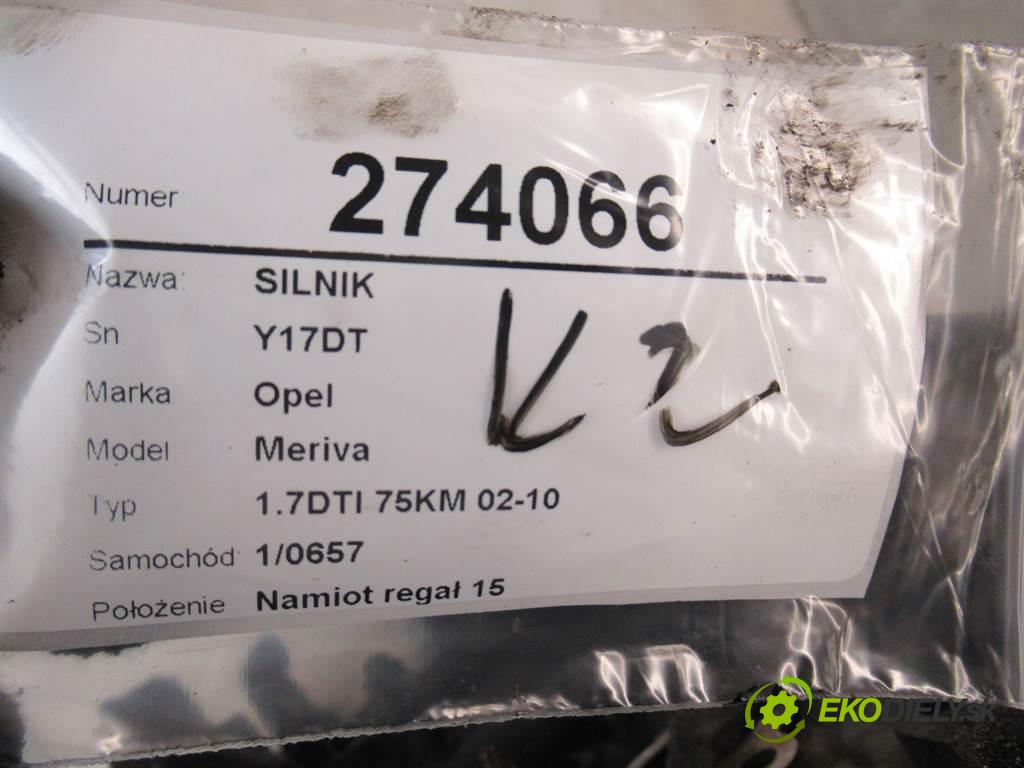 Numer 274066
Nazwa: SILNIK
Sn Y17DT
Marka Opel
Model Meriva
Typ 1.7DTI 75KM 02-10
Samochód 1/0657
Położenie Namiot regał 15
K2
EKODIELY.SK